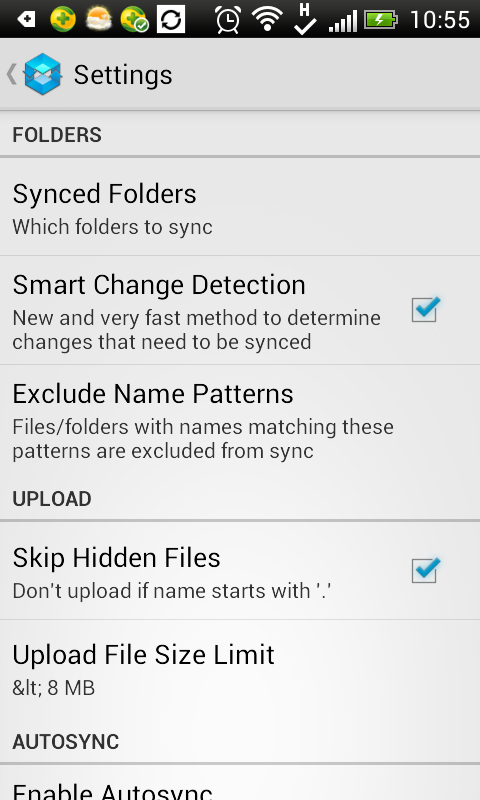 H
10:55
Settings
FOLDERS
Synced Folders
Which folders to sync
Smart Change Detection
New and very fast method to determine
changes that need to be synced
Exclude Name Patterns
Files/folders with names matching these
patterns are excluded from sync
UPLOAD
Skip Hidden Files
Don't upload if name starts with '.'
Upload File Size Limit
&lt; 8 MB
AUTOSYNC
Enable Autosync